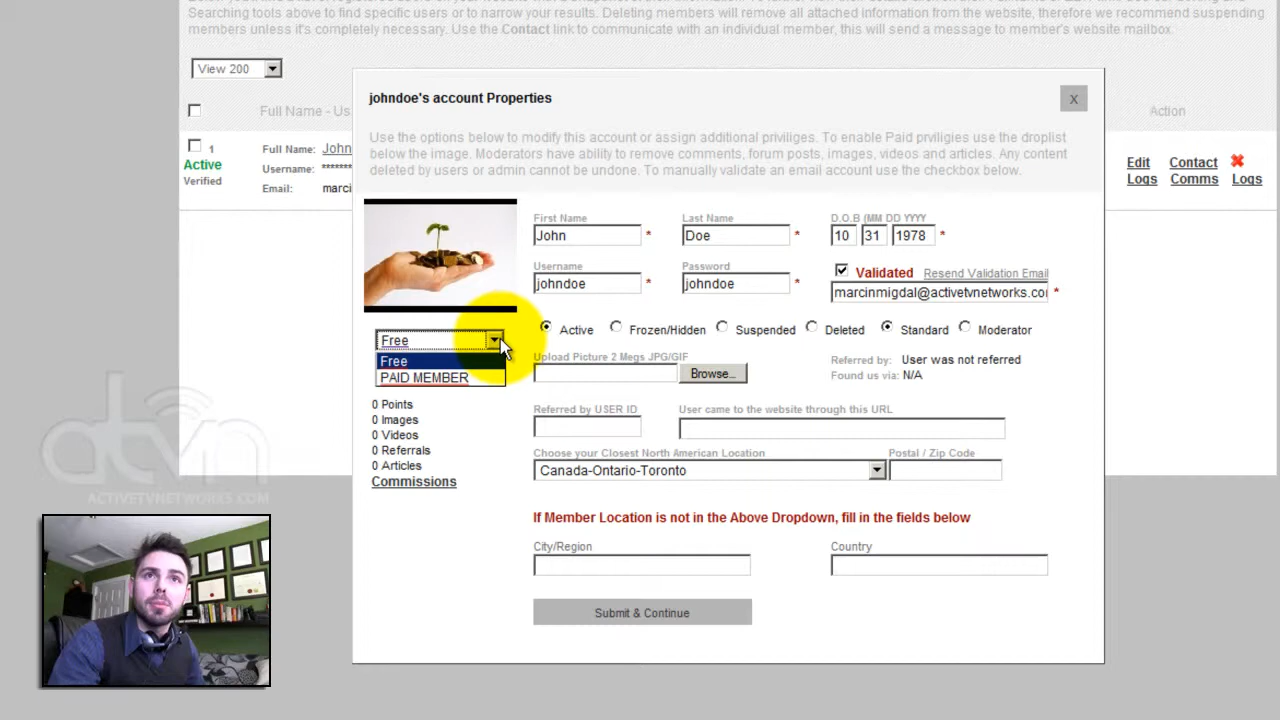 Searching tools above to find specific users or to narrow your results. Deleting members will remove all attached information from the website, therefore we recommend suspending
members unless it's completely necessary. Use the Contact link to communicate with an individual member, this will send a message to member's website mailbox.
View 200
Full Name - Us
Action
johndoe's account Properties
X
Use the options below to modify this account or assign additional priviliges. To enable Paid priviligies use the droplist
below the image. Moderators have ability to remove comments, forum posts, images, videos and articles. Any content
deleted by users or admin cannot be undone. To manually validate an email account use the checkbox below.
1
Active
Verified
Full Name: John
Username: *******
Email: marci
Edit Contact
Logs Comms Logs
First Name Last Name D.O.B (MM DD YYYY
John * Doe * 10 31 1978 *
Username Password Validated Resend Validation Email
johndoe * johndoe * marcinmigdal@activetvnetworks.co *
Active Frozen/Hidden Suspended Deleted Standard Moderator
Free
Free
PAID MEMBER
Upload Picture 2 Megs JPG/GIF
Browse...
Referred by: User was not referred
Found us via: N/A
0 Points
0 Images
0 Videos
0 Referrals
0 Articles
Commissions
Referred by USER ID User came to the website through this URL
Choose your Closest North American Location Postal / Zip Code
Canada-Ontario-Toronto
If Member Location is not in the Above Dropdown, fill in the fields below
City/Region Country
Submit & Continue
atvn
ACTIVETVNETWORKS.COM